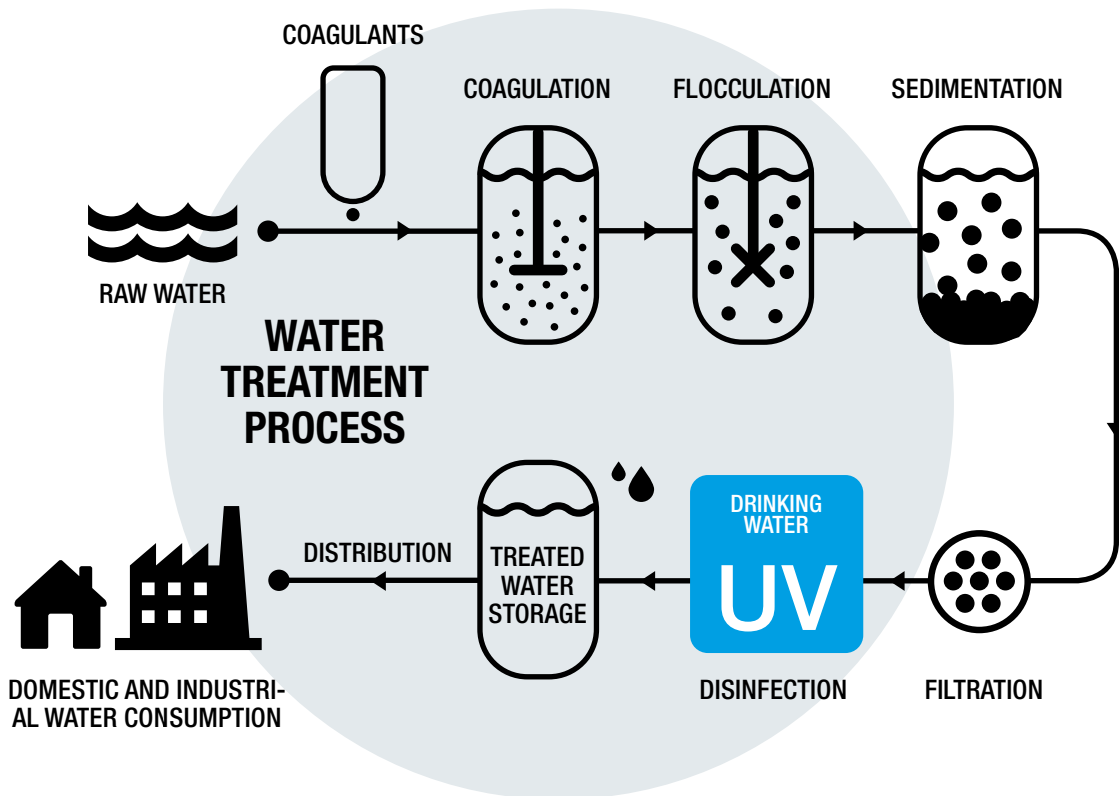 COAGULANTS
COAGULATION
FLOCCULATION
SEDIMENTATION
RAW WATER
WATER
TREATMENT
PROCESS
DRINKING
WATER
UV
TREATED
WATER
STORAGE
DISTRIBUTION
DOMESTIC AND INDUSTRI-
AL WATER CONSUMPTION
DISINFECTION
FILTRATION